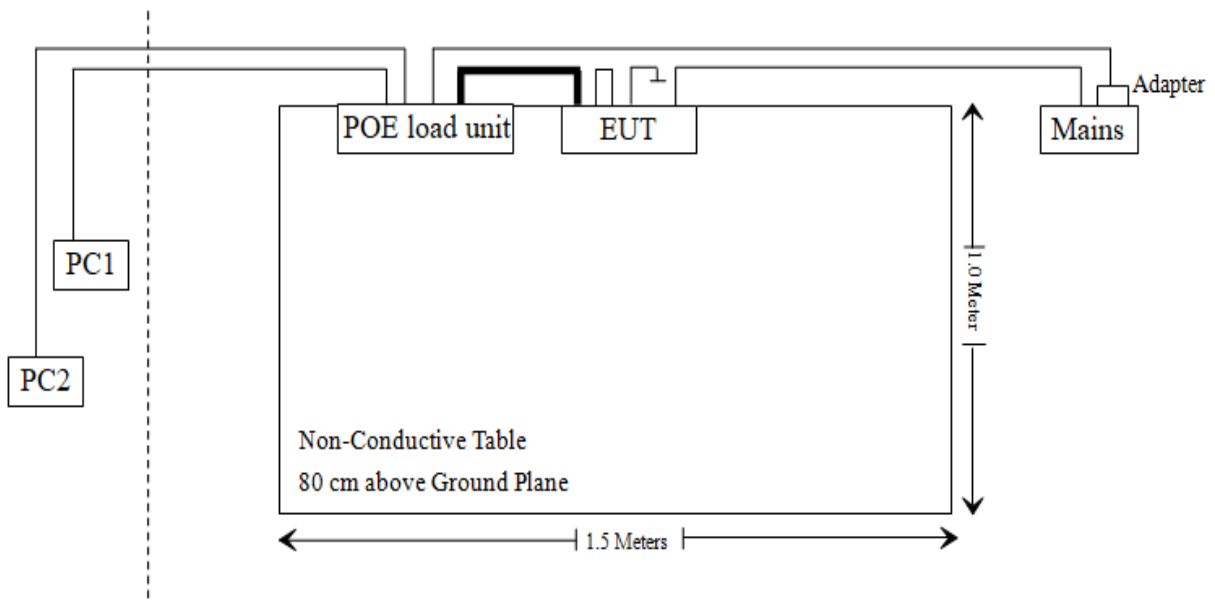 Adapter
POE load unit
EUT
Mains
PC1
1.0 Meter
PC2
Non-Conductive Table
80 cm above Ground Plane
1.5 Meters